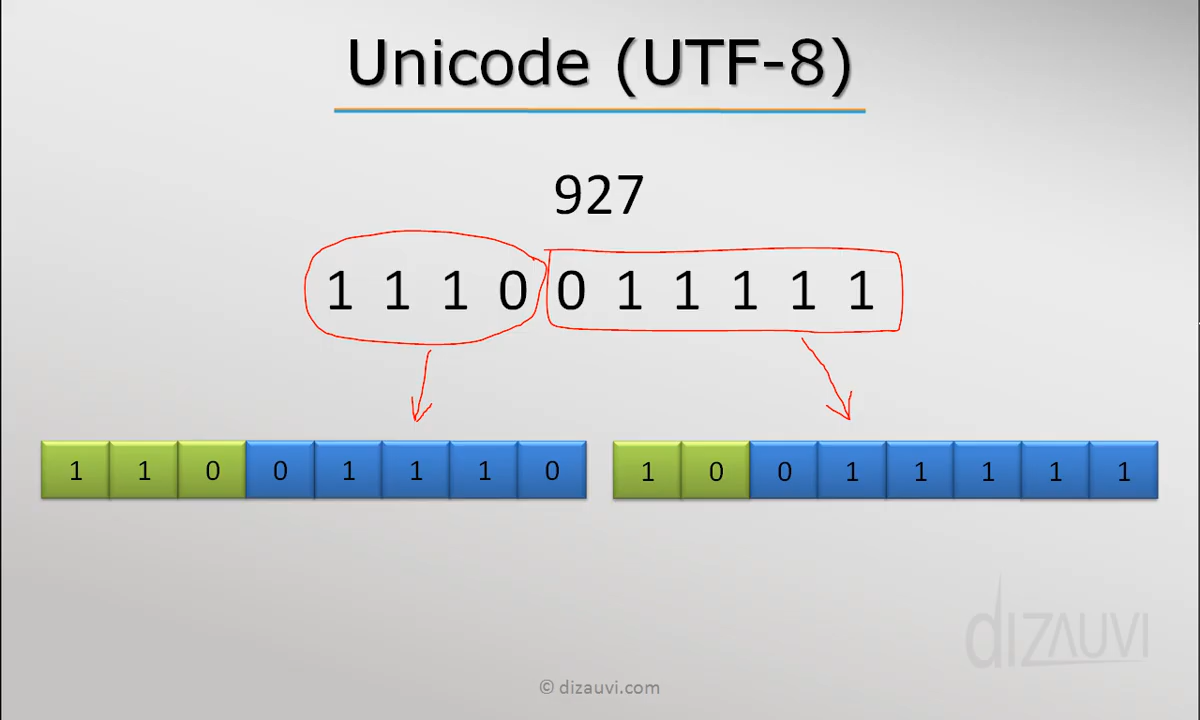 Unicode (UTF-8)
927
1 1 1 0 0 1 1 1 1 1
1 1 0 0 1 1 1 0 1 0 0 1 1 1 1 1
dizauvi
© dizauvi.com